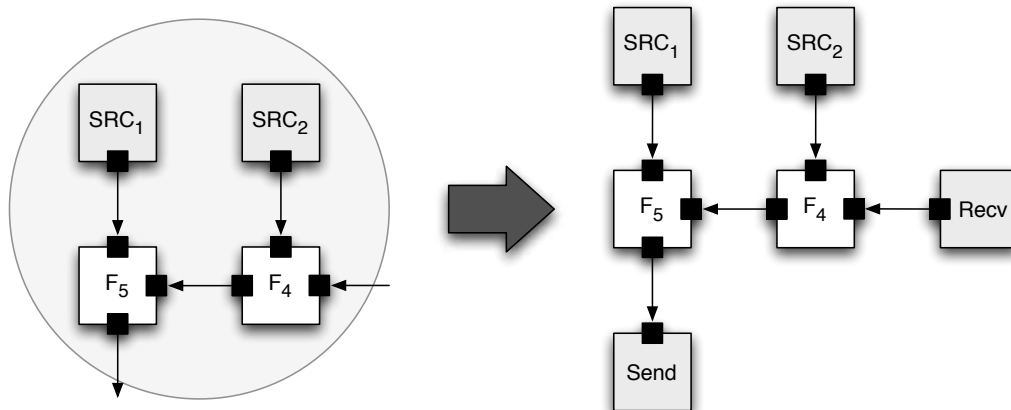 SRC₁
SRC₂
F₅
F₄
SRC₁
SRC₂
F₅
F₄
Recv
Send